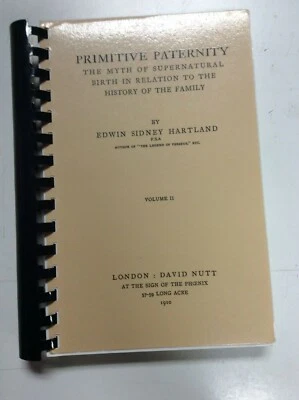 PRIMITIVE PATERNITY
THE MYTH OF SUPERNATURAL
BIRTH IN RELATION TO THE
HISTORY OF THE FAMILY
BY
EDWIN SIDNEY HARTLAND
F.S.A.
AUTHOR OF "THE LEGEND OF PERSEUS," ETC.
VOLUME II
LONDON : DAVID NUTT
AT THE SIGN OF THE PHŒNIX
57-59 LONG ACRE
1910